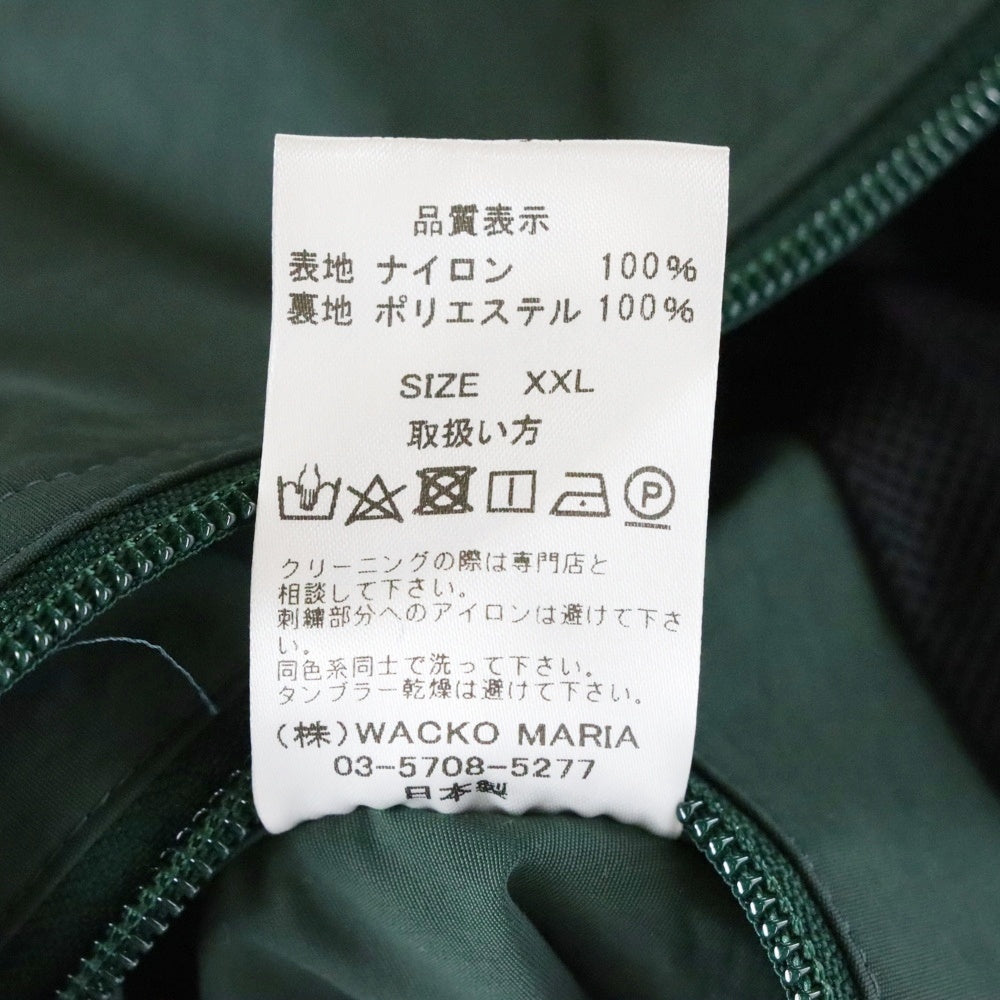 品質表示
表地 ナイロン 100%
裏地 ポリエステル 100%
SIZE XXL
取扱い方
P
クリーニングの際は専門店と
相談して下さい。
刺繍部分へのアイロンは避けて下さ
い。
同色系同士で洗って下さい。
タンブラー乾燥は避けて下さい。
(株)WACKO MARIA
03-5708-5277
日本製